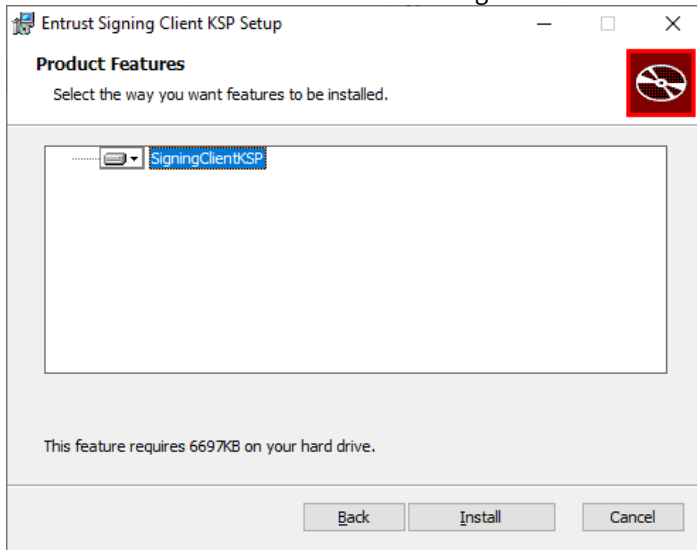 Entrust Signing Client KSP Setup
Product Features
Select the way you want features to be installed.
SigningClientKSP
This feature requires 6697KB on your hard drive.
Back
Install
Cancel